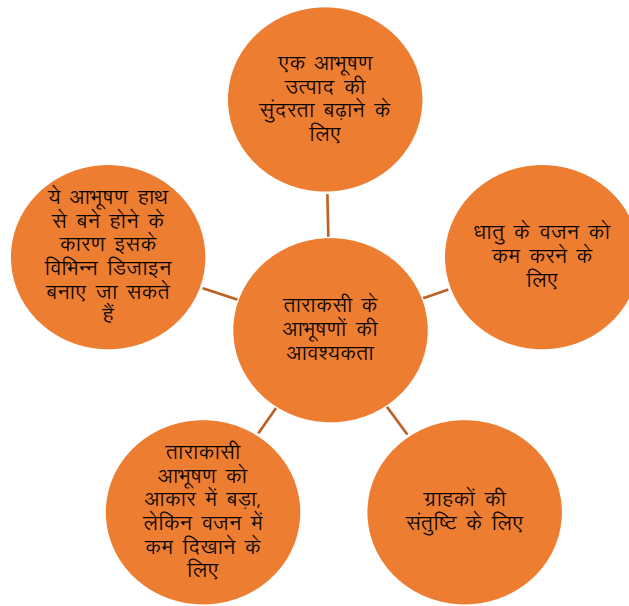 एक आभूषण
उत्पाद की
सुंदरता बढ़ाने के
लिए
धातु के वजन को
कम करने के
लिए
ग्राहकों की
संतुष्टि के लिए
ताराकासी
आभूषण को
आकार में बड़ा,
लेकिन वजन में
कम दिखाने के
लिए
ये आभूषण हाथ
से बने होने के
कारण इसके
विभिन्न डिजाइन
बनाए जा सकते
हैं
ताराकसी के
आभूषणों की
आवश्यकता